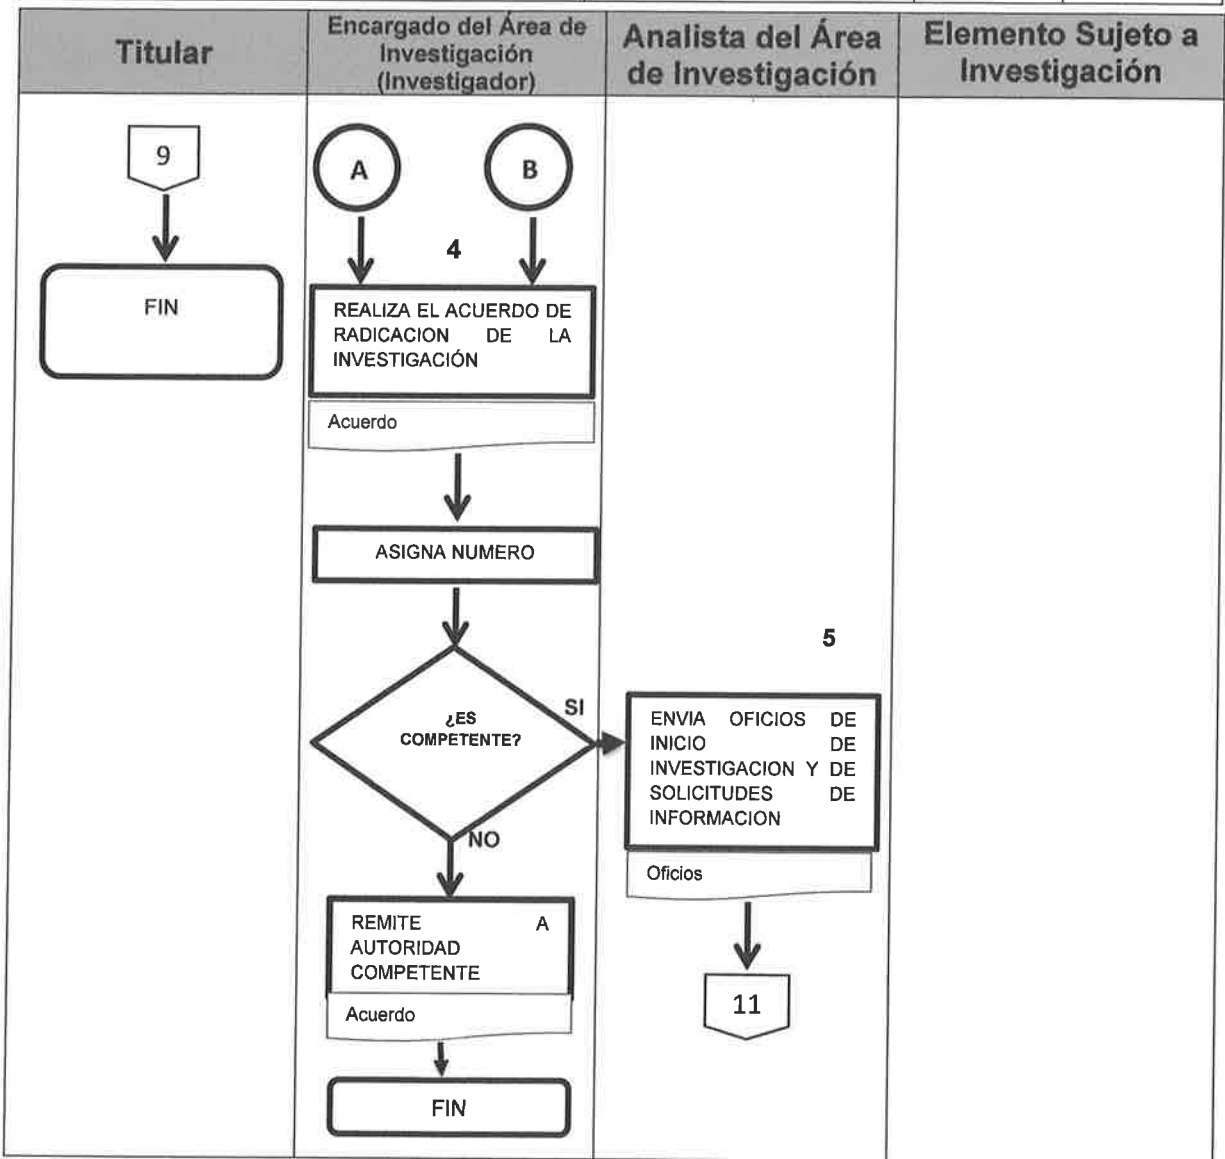 Titular
Encargado del Área de
Investigación
(Investigador)
Analista del Área
de Investigación
Elemento Sujeto a
Investigación
9
FIN
A
B
4
REALIZA EL ACUERDO DE
RADICACION DE LA
INVESTIGACIÓN
Acuerdo
ASIGNA NUMERO
¿ES
COMPETENTE?
SI
NO
REMITE A
AUTORIDAD
COMPETENTE
Acuerdo
FIN
5
ENVIA OFICIOS DE
INICIO DE
INVESTIGACION Y DE
SOLICITUDES DE
INFORMACION
Oficios
11